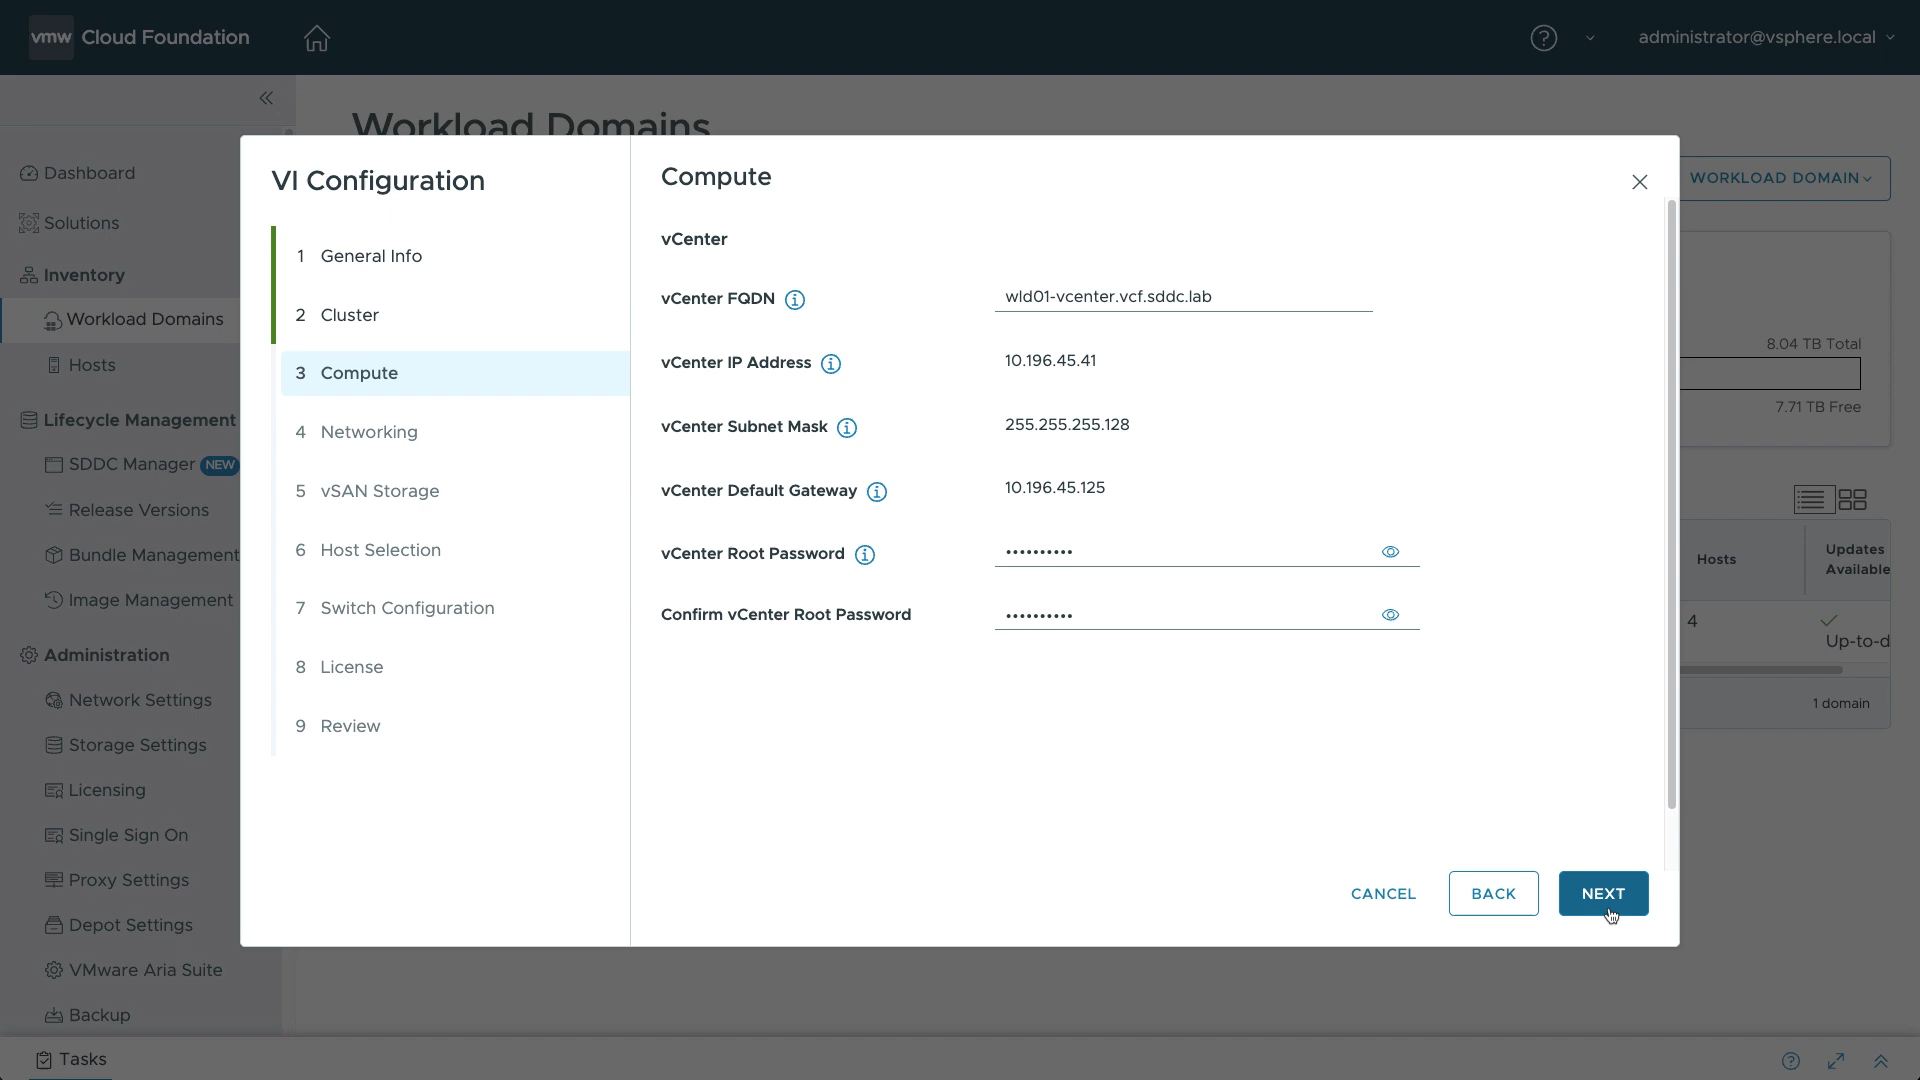 vmw Cloud Foundation
administrator@vsphere.local
Workload Domains
WORKLOAD DOMAIN
Dashboard
Solutions
Inventory
Workload Domains
Hosts
Lifecycle Management
SDDC Manager NEW
Release Versions
Bundle Management
Image Management
Administration
Network Settings
Storage Settings
Licensing
Single Sign On
Proxy Settings
Depot Settings
VMware Aria Suite
Backup
VI Configuration
1 General Info
2 Cluster
3 Compute
4 Networking
5 vSAN Storage
6 Host Selection
7 Switch Configuration
8 License
9 Review
Compute
vCenter
vCenter FQDN wld01-vcenter.vcf.sddc.lab
vCenter IP Address 10.196.45.41
vCenter Subnet Mask 255.255.255.128
vCenter Default Gateway 10.196.45.125
vCenter Root Password ••••••••••
Confirm vCenter Root Password ••••••••••
CANCEL BACK NEXT
8.04 TB Total
7.71 TB Free
Hosts
Updates
Available
4
Up-to-d
1 domain
Tasks